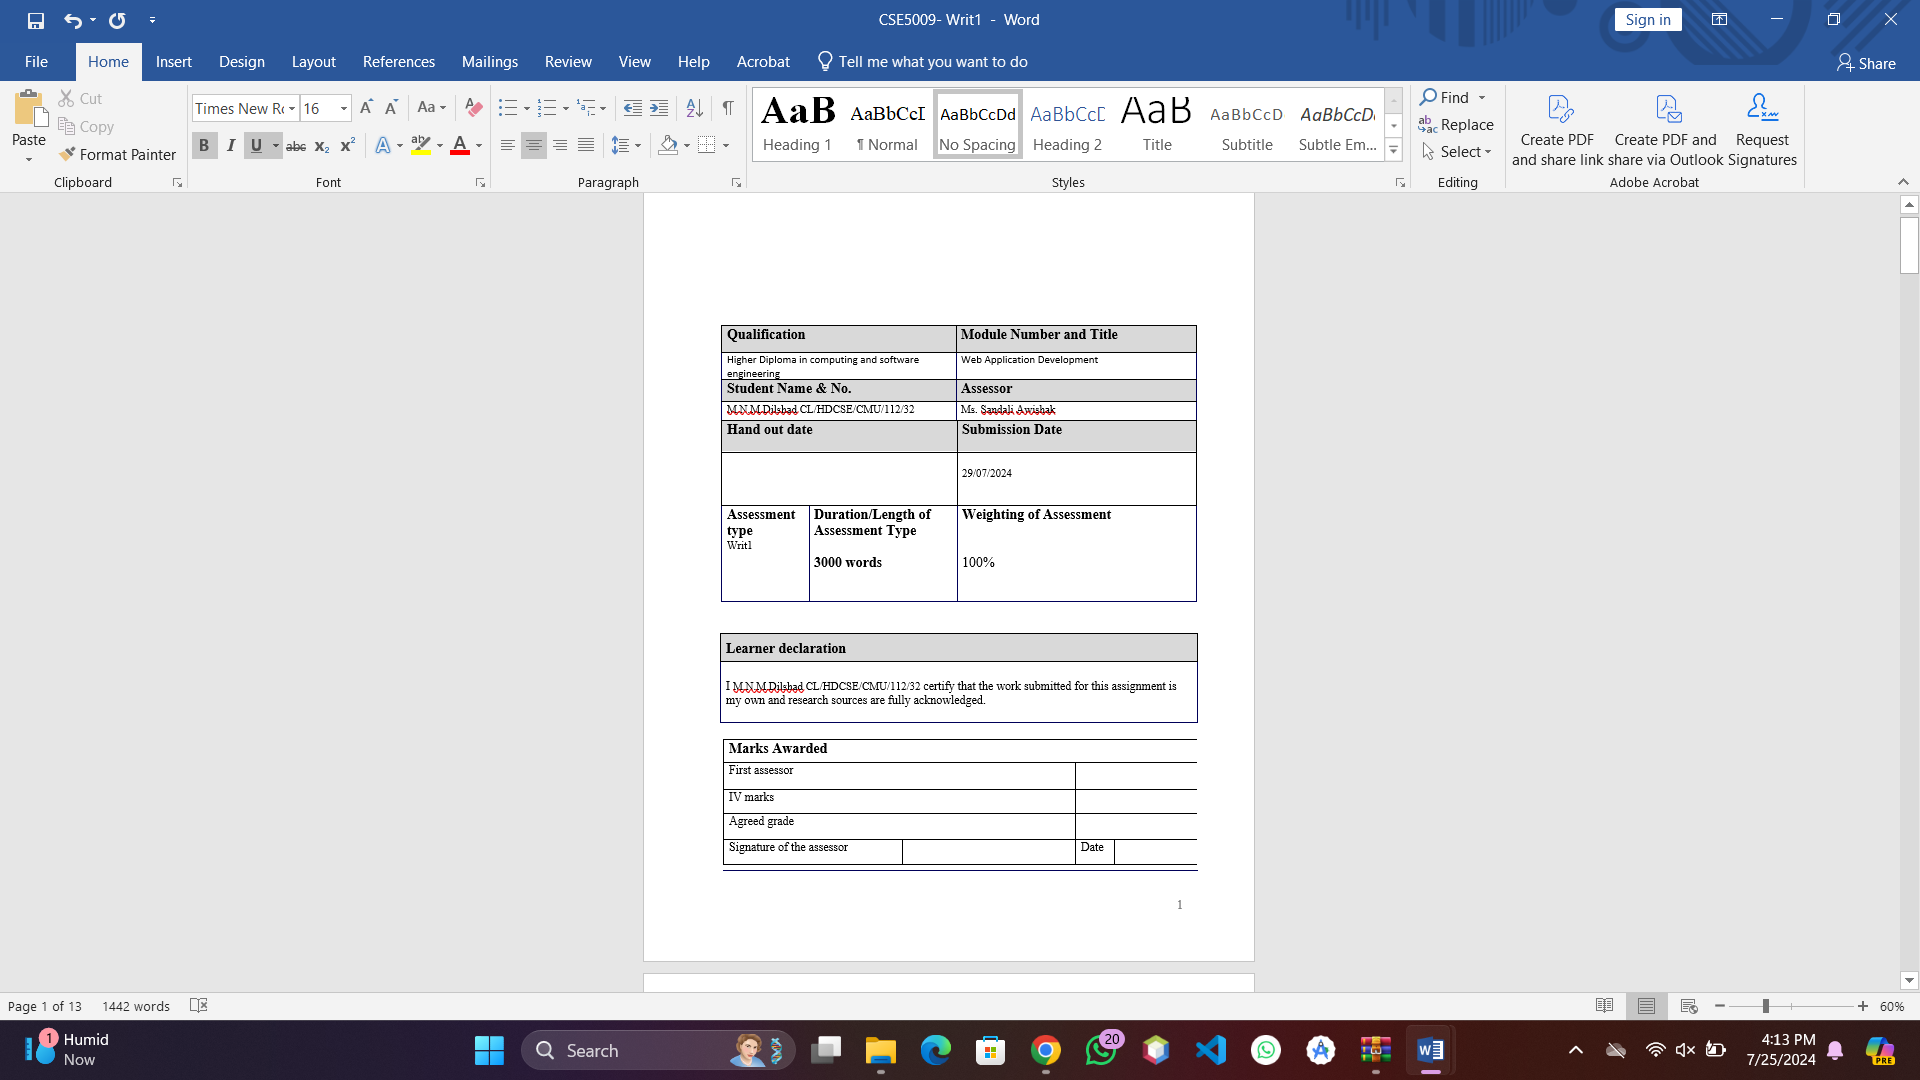 CSE5009- Writ1 - Word
Sign in
File Home Insert Design Layout References Mailings Review View Help Acrobat Tell me what you want to do Share
Paste
Cut
Copy
Format Painter
Clipboard
Times New Ro 16
Font
Paragraph
AaB AaBbCcI AaBbCcDd AaBbCcD AaB AaBbCcD AaBbCcD
Heading 1 ¶ Normal No Spacing Heading 2 Title Subtitle Subtle Em...
Styles
Find
Replace
Select
Editing
Create PDF and share link
Create PDF and share via Outlook
Request Signatures
Adobe Acrobat
Qualification Module Number and Title
Higher Diploma in computing and software
engineering
Web Application Development
Student Name & No. Assessor
M.N.M.Dilshad CL/HDCSE/CMU/112/32 Ms. Sandali Awishak
Hand out date Submission Date
29/07/2024
Assessment
type
Writ1
Duration/Length of
Assessment Type
3000 words
Weighting of Assessment
100%
Learner declaration
I M.N.M.Dilshad CL/HDCSE/CMU/112/32 certify that the work submitted for this assignment is
my own and research sources are fully acknowledged.
Marks Awarded
First assessor
IV marks
Agreed grade
Signature of the assessor Date
1
Page 1 of 13 1442 words 60%
1
Humid
Now
Search
20
4:13 PM
7/25/2024
PRE